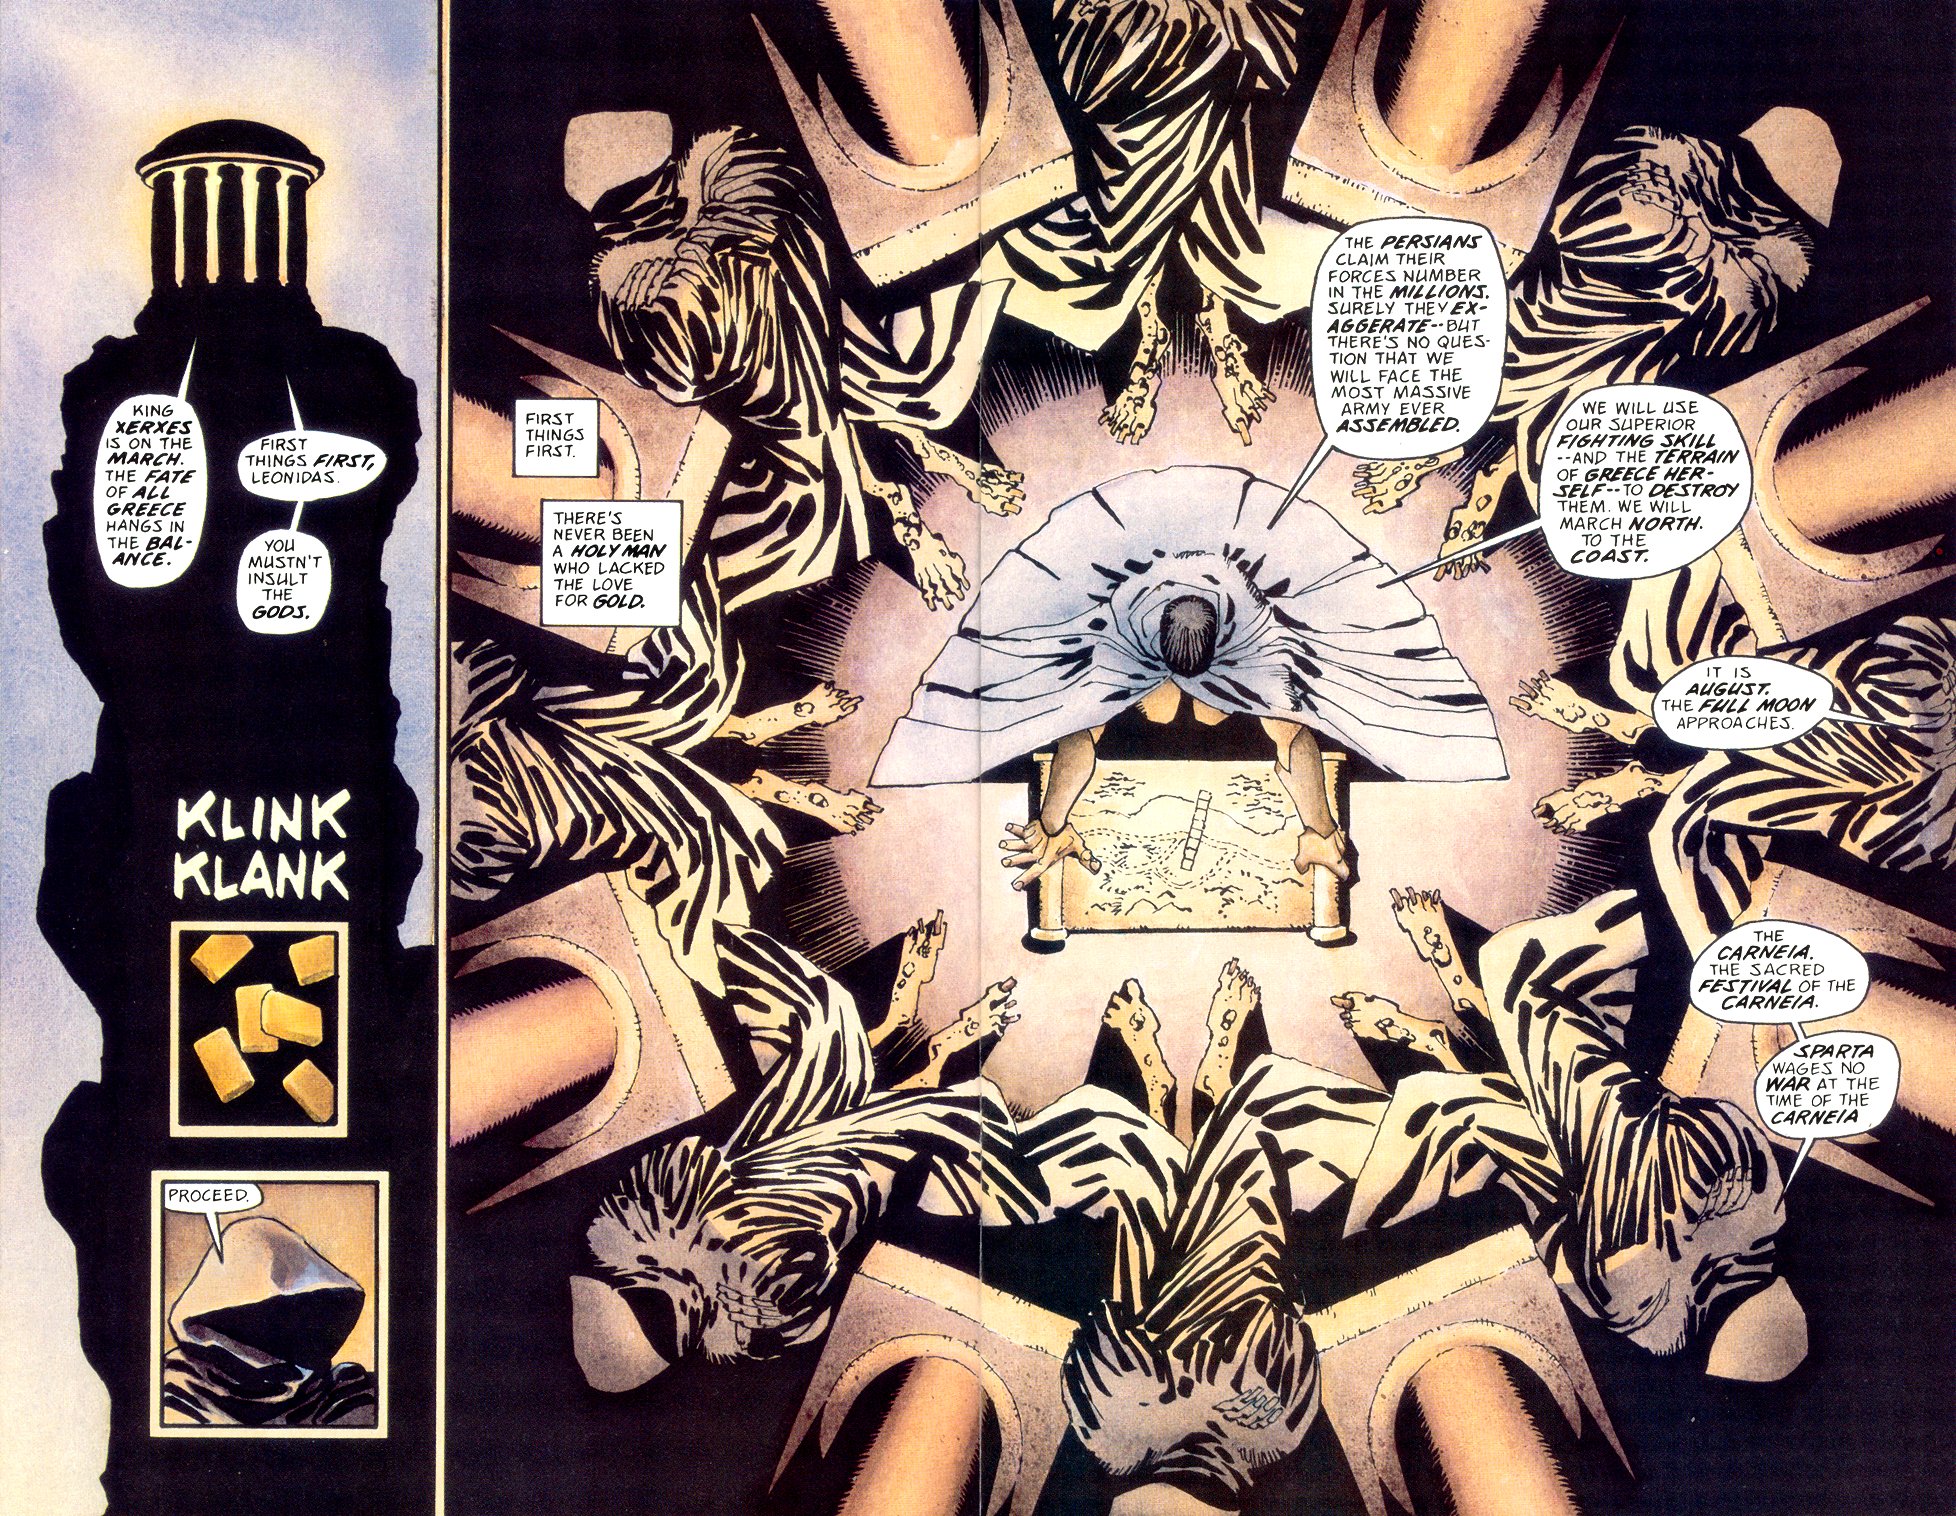 KING
XERXES
IS ON THE
MARCH.
THE FATE
OF ALL
GREECE
HANGS IN
THE BAL-
ANCE.
FIRST
THINGS FIRST,
LEONIDAS.
YOU
MUSTN'T
INSULT
THE
GODS.
KLINK
KLANK
PROCEED.
FIRST
THINGS
FIRST.
THERE'S
NEVER BEEN
A HOLY MAN
WHO LACKED
THE LOVE
FOR GOLD.
THE PERSIANS
CLAIM THEIR
FORCES NUMBER
IN THE MILLIONS.
SURELY THEY EX-
AGGERATE--BUT
THERE'S NO QUES-
TION THAT WE
WILL FACE THE
MOST MASSIVE
ARMY EVER
ASSEMBLED.
WE WILL USE
OUR SUPERIOR
FIGHTING SKILL
--AND THE TERRAIN
OF GREECE HER-
SELF--TO DESTROY
THEM. WE WILL
MARCH NORTH.
TO THE
COAST.
IT IS
AUGUST.
THE FULL MOON
APPROACHES.
THE
CARNEIA.
THE SACRED
FESTIVAL OF THE
CARNEIA.
SPARTA
WAGES NO
WAR AT THE
TIME OF THE
CARNEIA